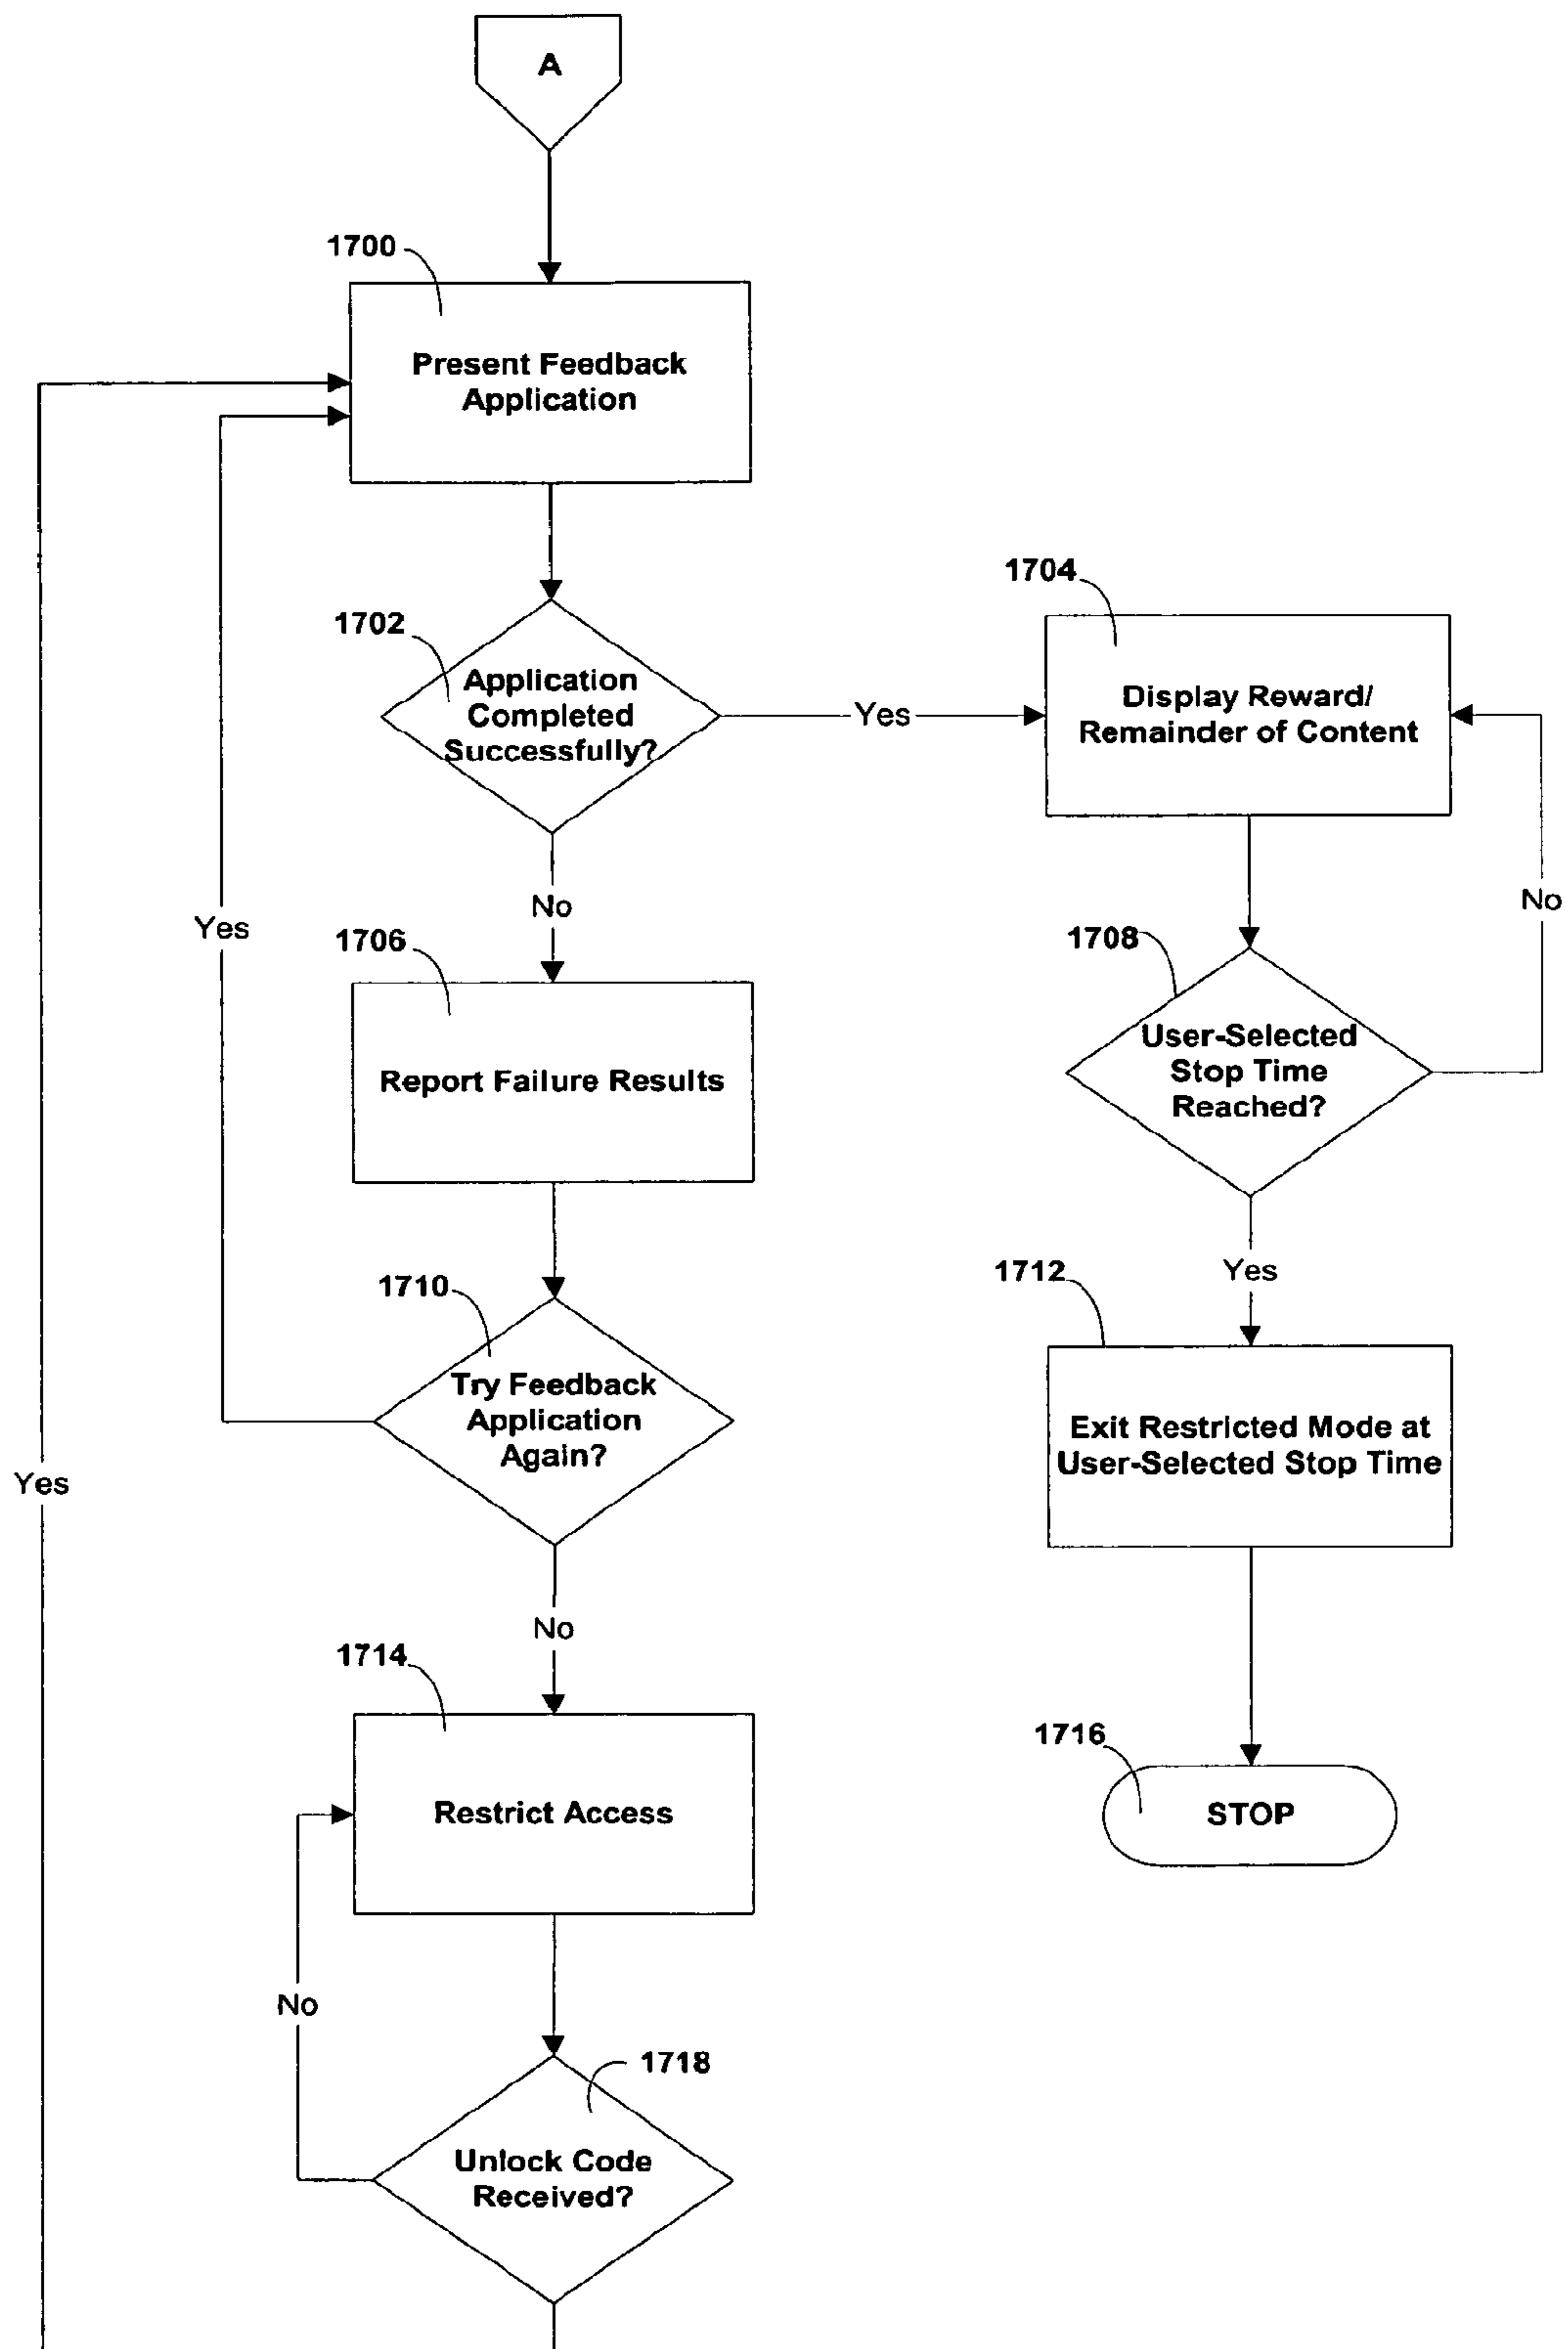 A
1700
Present Feedback
Application
1702
Application
Completed
Successfully?
Yes
1704
Display Reward/
Remainder of Content
No
No
Yes
1706
Report Failure Results
1708
User-Selected
Stop Time
Reached?
Yes
1710
Try Feedback
Application
Again?
1712
Exit Restricted Mode at
User-Selected Stop Time
Yes
No
1714
Restrict Access
1716
STOP
No
1718
Unlock Code
Received?